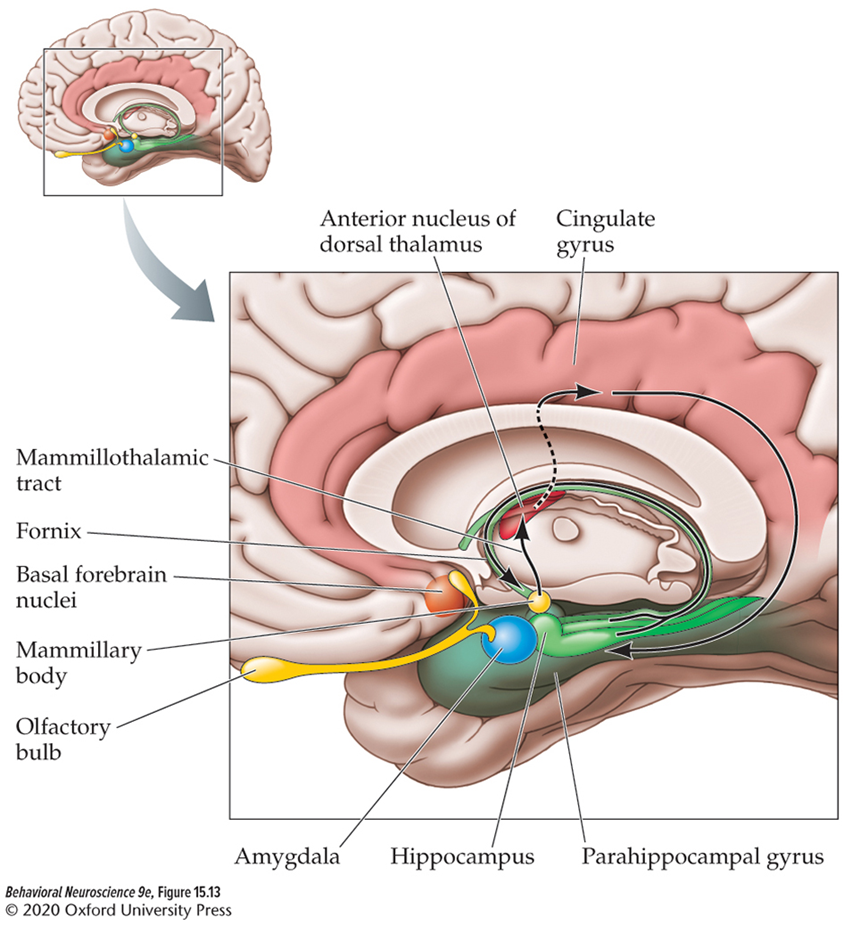 Anterior nucleus of
dorsal thalamus
Cingulate
gyrus
Mammillothalamic
tract
Fornix
Basal forebrain
nuclei
Mammillary
body
Olfactory
bulb
Amygdala
Hippocampus
Parahippocampal gyrus
Behavioral Neuroscience 9e, Figure 15.13
© 2020 Oxford University Press